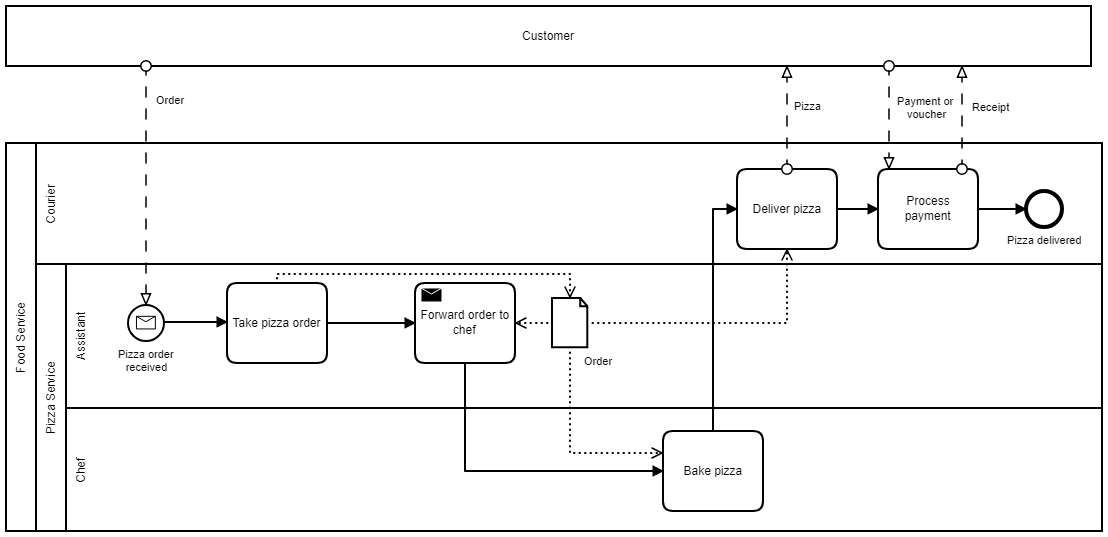 Customer
Order
Pizza
Payment or
voucher
Receipt
Food Service
Courier
Deliver pizza
Process
payment
Pizza delivered
Pizza Service
Assistant
Pizza order
received
Take pizza order
Forward order to
chef
Order
Chef
Bake pizza